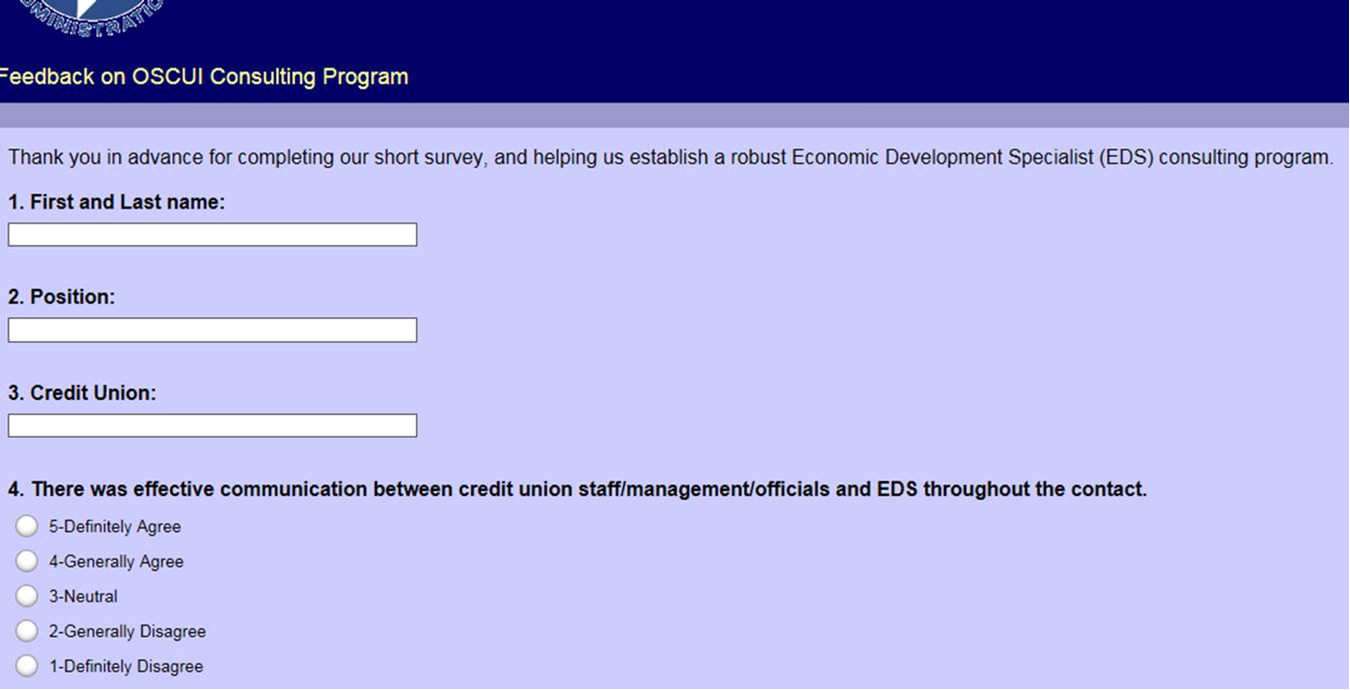 Feedback on OSCUI Consulting Program
Thank you in advance for completing our short survey, and helping us establish a robust Economic Development Specialist (EDS) consulting program.
1. First and Last name:
2. Position:
3. Credit Union:
4. There was effective communication between credit union staff/management/officials and EDS throughout the contact.
5-Definitely Agree
4-Generally Agree
3-Neutral
2-Generally Disagree
1-Definitely Disagree